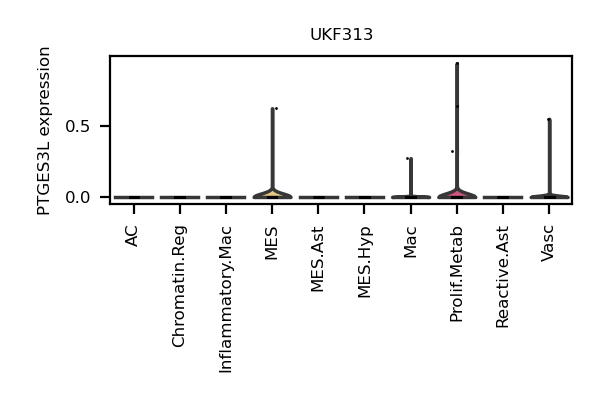 UKF313
PTGES3L expression
0.5
0.0
AC
Chromatin.Reg
Inflammatory.Mac
MES
MES.Ast
MES.Hyp
Mac
Prolif.Metab
Reactive.Ast
Vasc